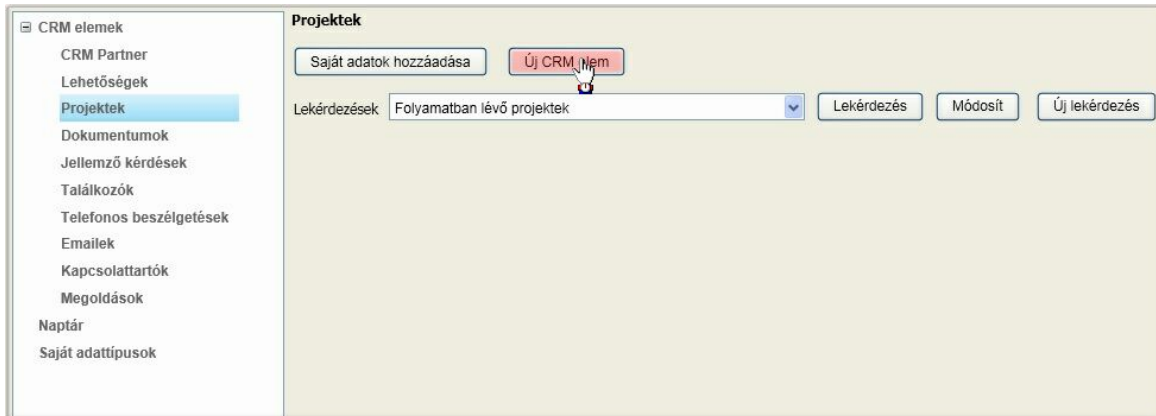 CRM elemek
CRM Partner
Lehetőségek
Projektek
Dokumentumok
Jellemző kérdések
Találkozók
Telefonos beszélgetések
Emailek
Kapcsolattartók
Megoldások
Naptár
Saját adattípusok
Projektek
Saját adatok hozzáadása Új CRM elem
Lekérdezések Folyamatban lévő projektek Lekérdezés Módosít Új lekérdezés